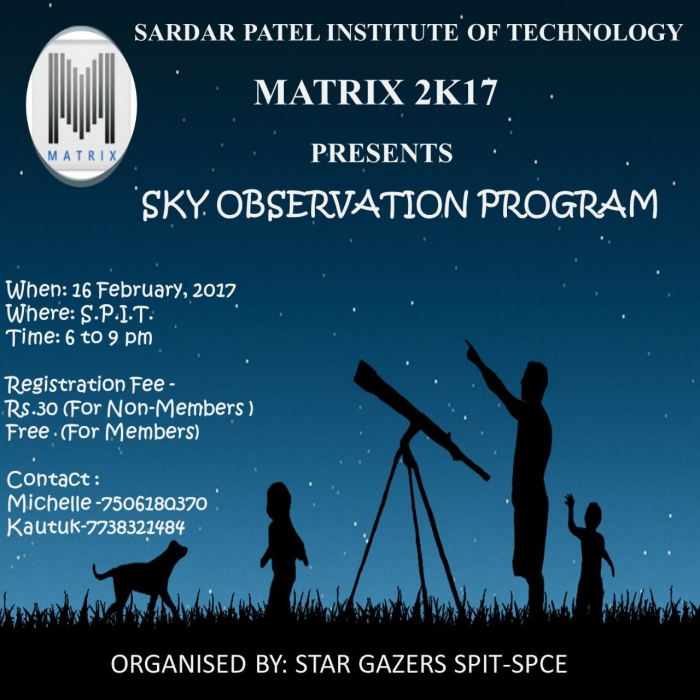 SARDAR PATEL INSTITUTE OF TECHNOLOGY
MATRIX
MATRIX 2K17
PRESENTS
SKY OBSERVATION PROGRAM
When: 16 February, 2017
Where: S.P.I.T.
Time: 6 to 9 pm
Registration Fee -
Rs.30 (For Non-Members )
Free (For Members)
Contact :
Michelle -7506180370
Kautuk-7738321484
ORGANISED BY: STAR GAZERS SPIT-SPCE